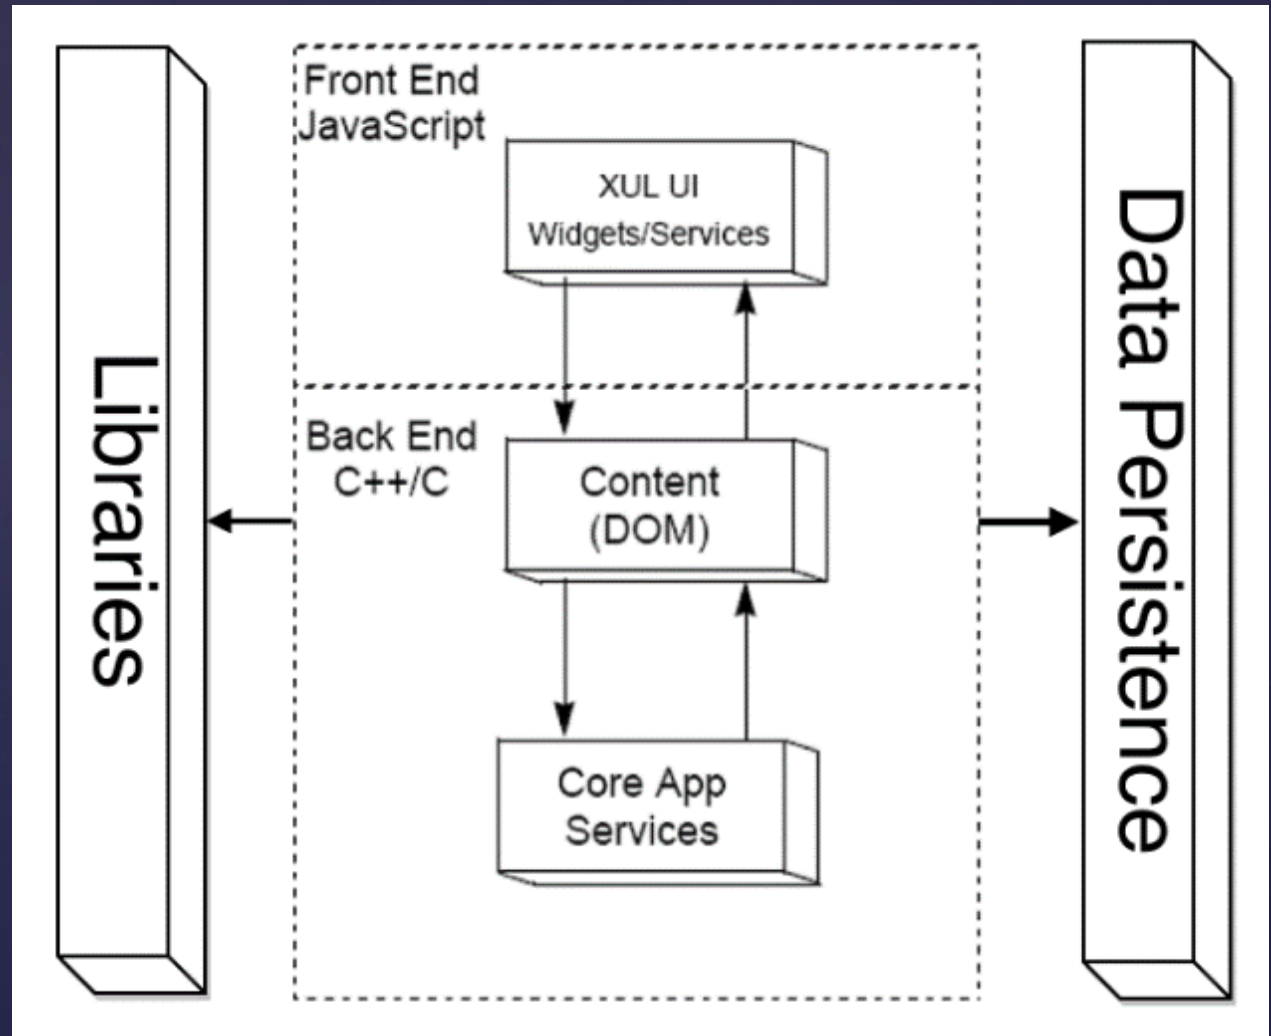 Libraries
Front End
JavaScript
XUL UI
Widgets/Services
Back End
C++/C
Content
(DOM)
Core App
Services
Data Persistence